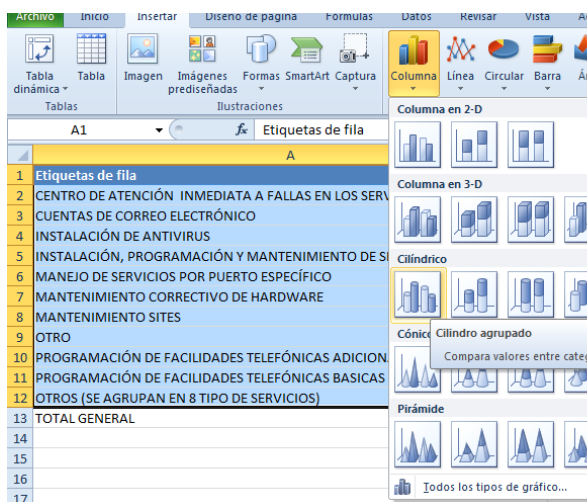 Archivo Inicio Insertar Diseño de página Fórmulas Datos Revisar Vista
Tabla dinámica
Tabla
Imagen
Imágenes prediseñadas
Formas
SmartArt
Captura
Columna
Línea
Circular
Barra
Tablas
Ilustraciones
A1
fx
Etiquetas de fila
A
1 Etiquetas de fila
2 CENTRO DE ATENCIÓN INMEDIATA A FALLAS EN LOS SERV
3 CUENTAS DE CORREO ELECTRÓNICO
4 INSTALACIÓN DE ANTIVIRUS
5 INSTALACIÓN, PROGRAMACIÓN Y MANTENIMIENTO DE
6 MANEJO DE SERVICIOS POR PUERTO ESPECÍFICO
7 MANTENIMIENTO CORRECTIVO DE HARDWARE
8 MANTENIMIENTO SITES
9 OTRO
10 PROGRAMACIÓN DE FACILIDADES TELEFÓNICAS ADICION
11 PROGRAMACIÓN DE FACILIDADES TELEFÓNICAS BASICAS
12 OTROS (SE AGRUPAN EN 8 TIPO DE SERVICIOS)
13 TOTAL GENERAL
14
15
16
17
Columna en 2-D
Columna en 3-D
Cilíndrico
Cónico
Cilindro agrupado
Compara valores entre categ
Pirámide
Todos los tipos de gráfico...